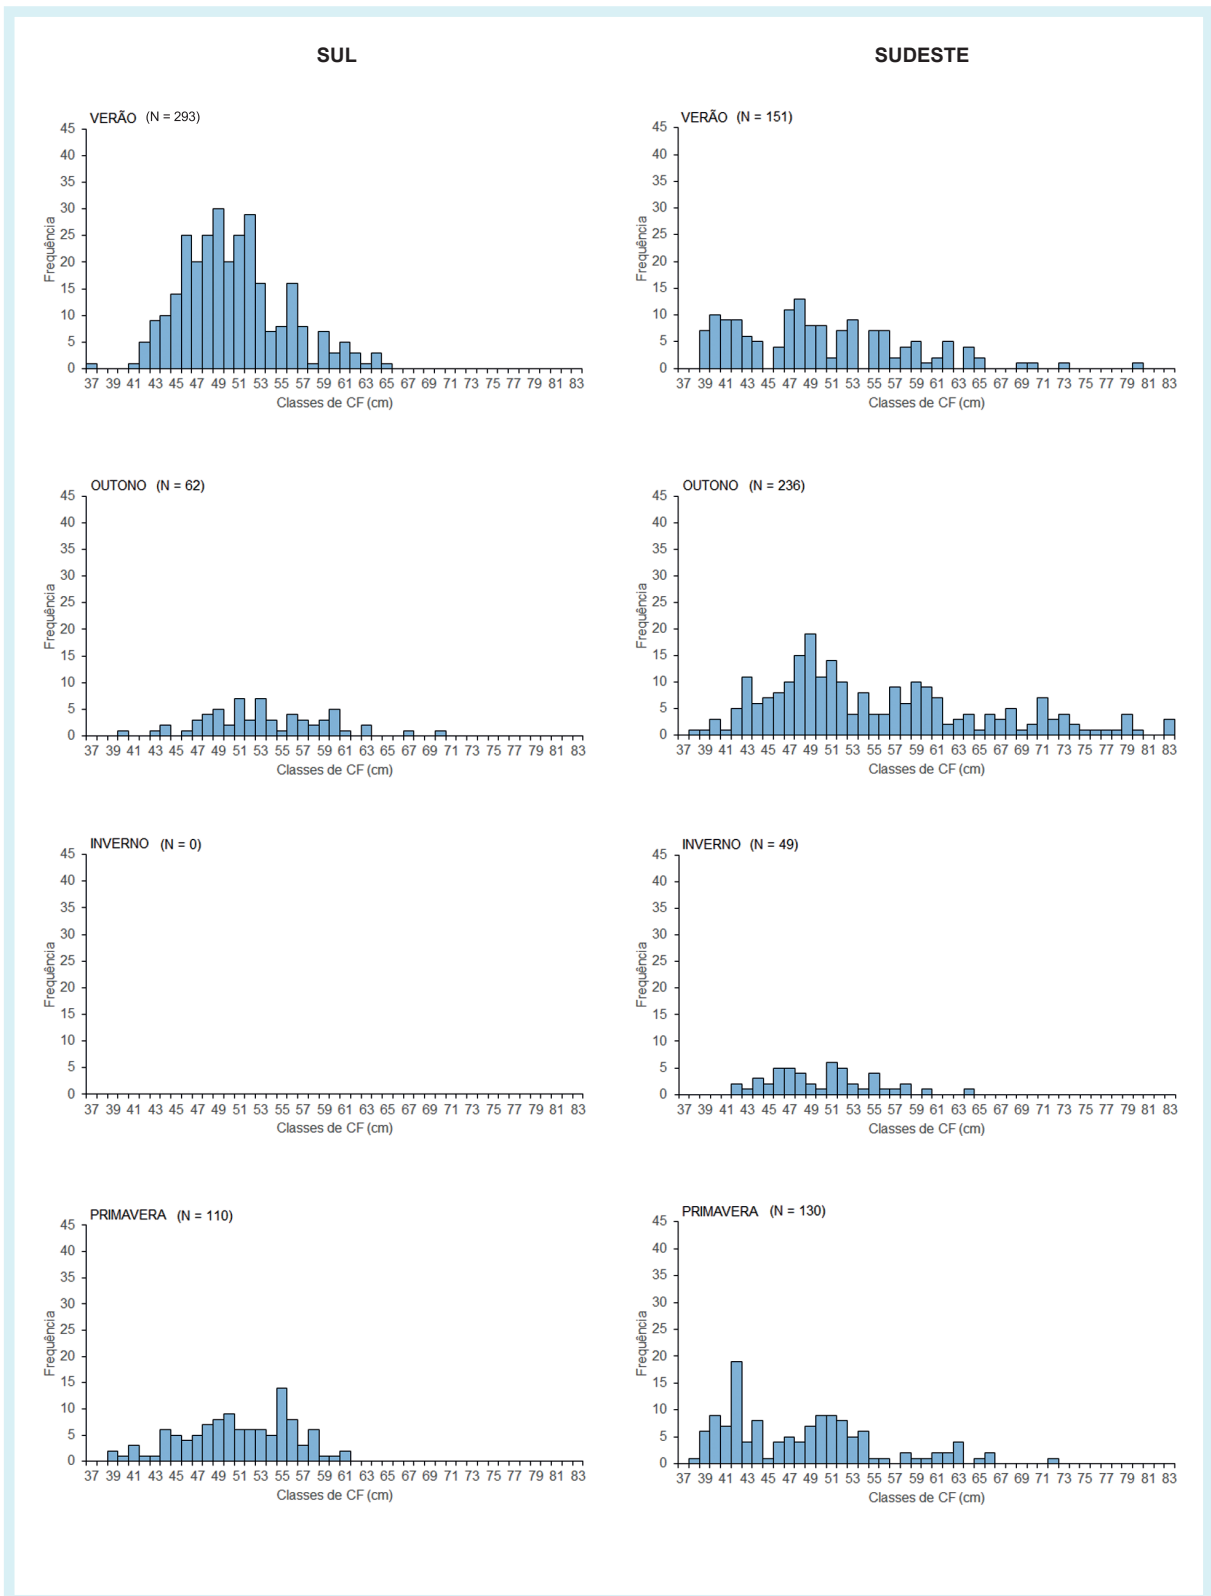 SUL
SUDESTE
VERÃO (N = 293)
45
40
35
30
25
20
15
10
5
0
Frequência
37 39 41 43 45 47 49 51 53 55 57 59 61 63 65 67 69 71 73 75 77 79 81 83
Classes de CF (cm)
VERÃO (N = 151)
45
40
35
30
25
20
15
10
5
0
Frequência
37 39 41 43 45 47 49 51 53 55 57 59 61 63 65 67 69 71 73 75 77 79 81 83
Classes de CF (cm)
OUTONO (N = 62)
45
40
35
30
25
20
15
10
5
0
Frequência
37 39 41 43 45 47 49 51 53 55 57 59 61 63 65 67 69 71 73 75 77 79 81 83
Classes de CF (cm)
OUTONO (N = 236)
45
40
35
30
25
20
15
10
5
0
Frequência
37 39 41 43 45 47 49 51 53 55 57 59 61 63 65 67 69 71 73 75 77 79 81 83
Classes de CF (cm)
INVERNO (N = 0)
45
40
35
30
25
20
15
10
5
0
Frequência
37 39 41 43 45 47 49 51 53 55 57 59 61 63 65 67 69 71 73 75 77 79 81 83
Classes de CF (cm)
INVERNO (N = 49)
45
40
35
30
25
20
15
10
5
0
Frequência
37 39 41 43 45 47 49 51 53 55 57 59 61 63 65 67 69 71 73 75 77 79 81 83
Classes de CF (cm)
PRIMAVERA (N = 110)
45
40
35
30
25
20
15
10
5
0
Frequência
37 39 41 43 45 47 49 51 53 55 57 59 61 63 65 67 69 71 73 75 77 79 81 83
Classes de CF (cm)
PRIMAVERA (N = 130)
45
40
35
30
25
20
15
10
5
0
Frequência
37 39 41 43 45 47 49 51 53 55 57 59 61 63 65 67 69 71 73 75 77 79 81 83
Classes de CF (cm)